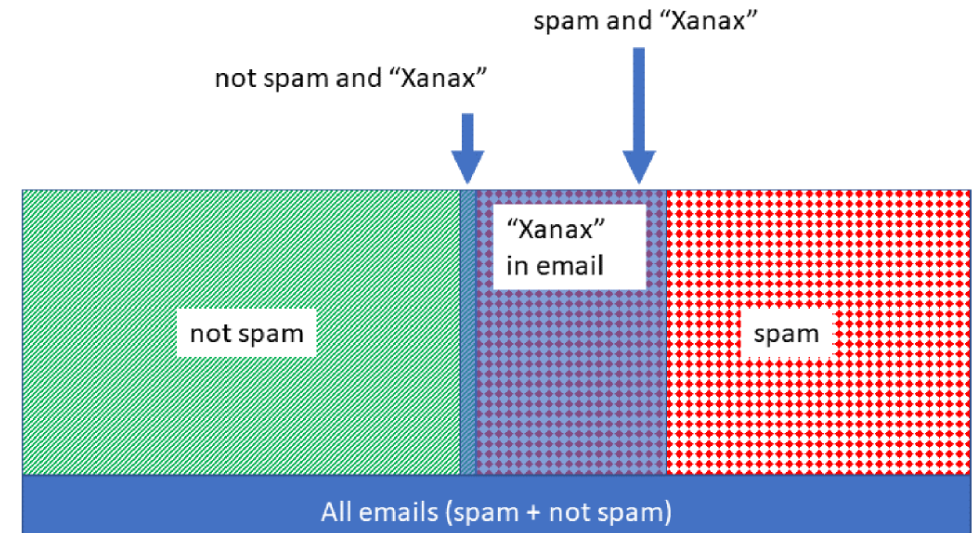 spam and “Xanax”
not spam and “Xanax”
“Xanax”
in email
not spam
spam
All emails (spam + not spam)